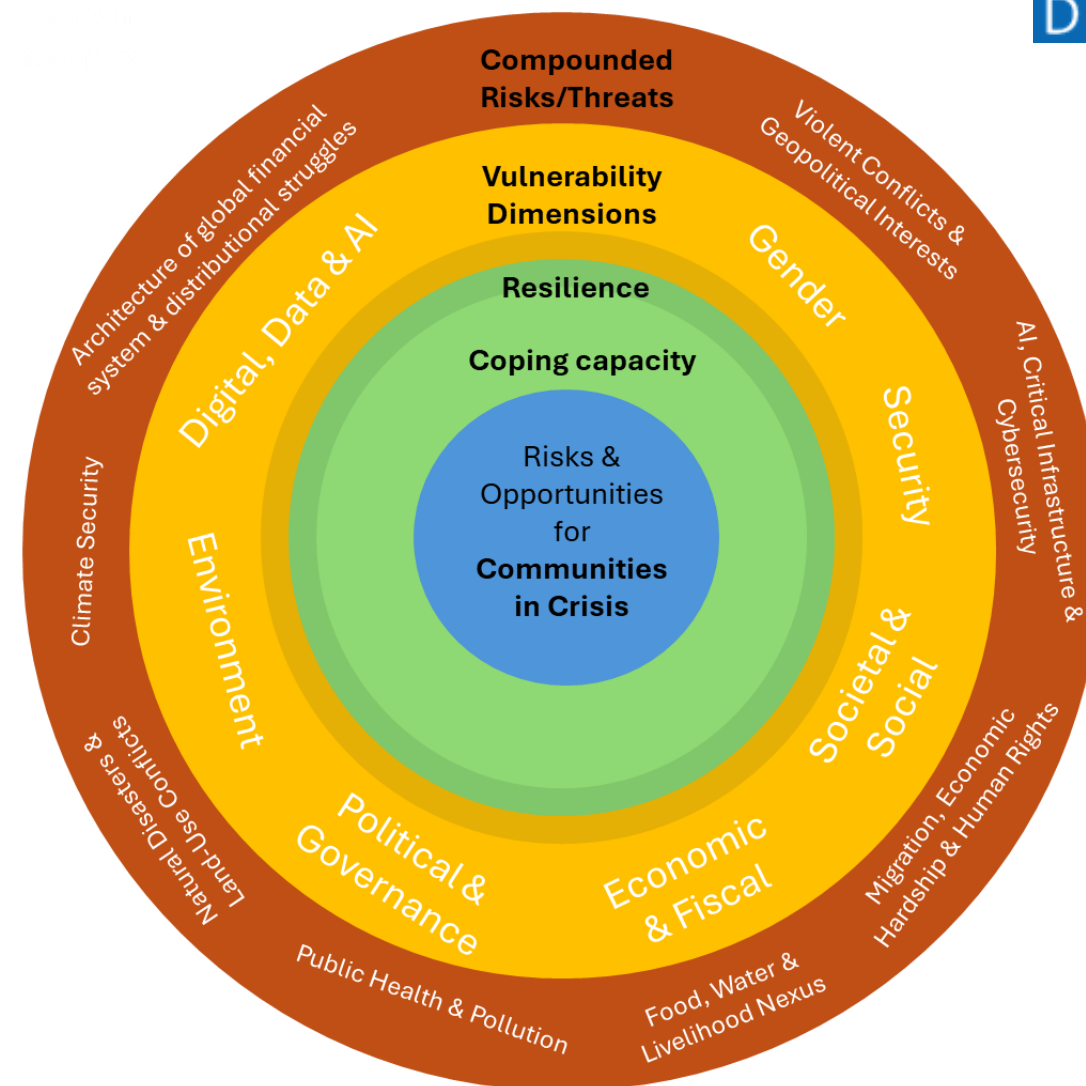 D
Compounded
Risks/Threats
Violent Conflicts &
Geopolitical Interests
AI, Critical Infrastructure &
Cybersecurity
Migration, Economic
Hardship & Human Rights
Food, Water &
Livelihood Nexus
Public Health & Pollution
Natural Disasters &
Land-Use Conflicts
Climate Security
Architecture of global financial
system & distributional struggles
Vulnerability
Dimensions
Gender
Security
Societal &
Social
Economic
& Fiscal
Political &
Governance
Environment
Digital, Data & AI
Resilience
Coping capacity
Risks &
Opportunities
for
Communities
in Crisis